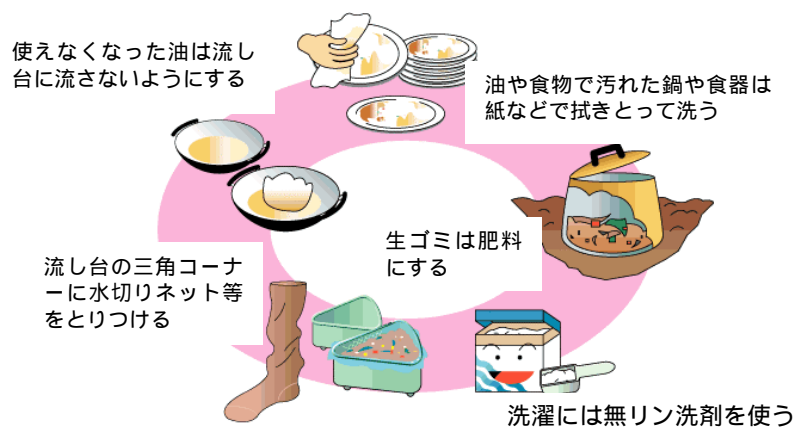 使えなくなった油は流し
台に流さないようにする
油や食物で汚れた鍋や食器は
紙などで拭きとって洗う
生ゴミは肥料
にする
流し台の三角コーナ
ーに水切りネット等
をとりつける
洗濯には無リン洗剤を使う